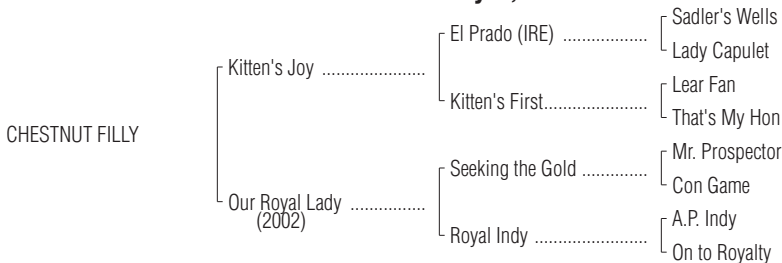 Sadler's Wells
El Prado (IRE) ..................
Lady Capulet
Kitten's Joy ......................
Lear Fan
Kitten's First......................
That's My Hon
CHESTNUT FILLY
Mr. Prospector
Seeking the Gold ..............
Con Game
Our Royal Lady ................
(2002)
A.P. Indy
Royal Indy ........................
On to Royalty